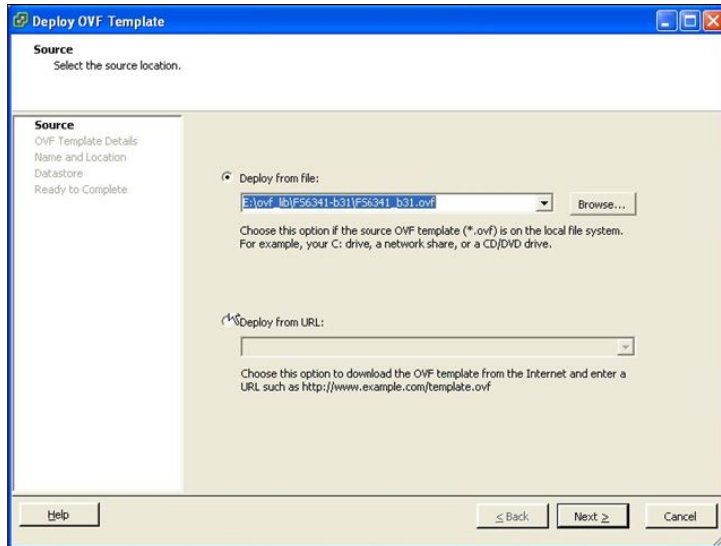 Deploy OVF Template
Source
Select the source location.
Source
OVF Template Details
Name and Location
Datastore
Ready to Complete
Deploy from file:
E:\ovf_lib\FS6341-b31\FS6341_b31.ovf
Browse...
Choose this option if the source OVF template (*.ovf) is on the local file system.
For example, your C: drive, a network share, or a CD/DVD drive.
Deploy from URL:
Choose this option to download the OVF template from the Internet and enter a
URL such as http://www.example.com/template.ovf
Help
≤ Back
Next ≥
Cancel